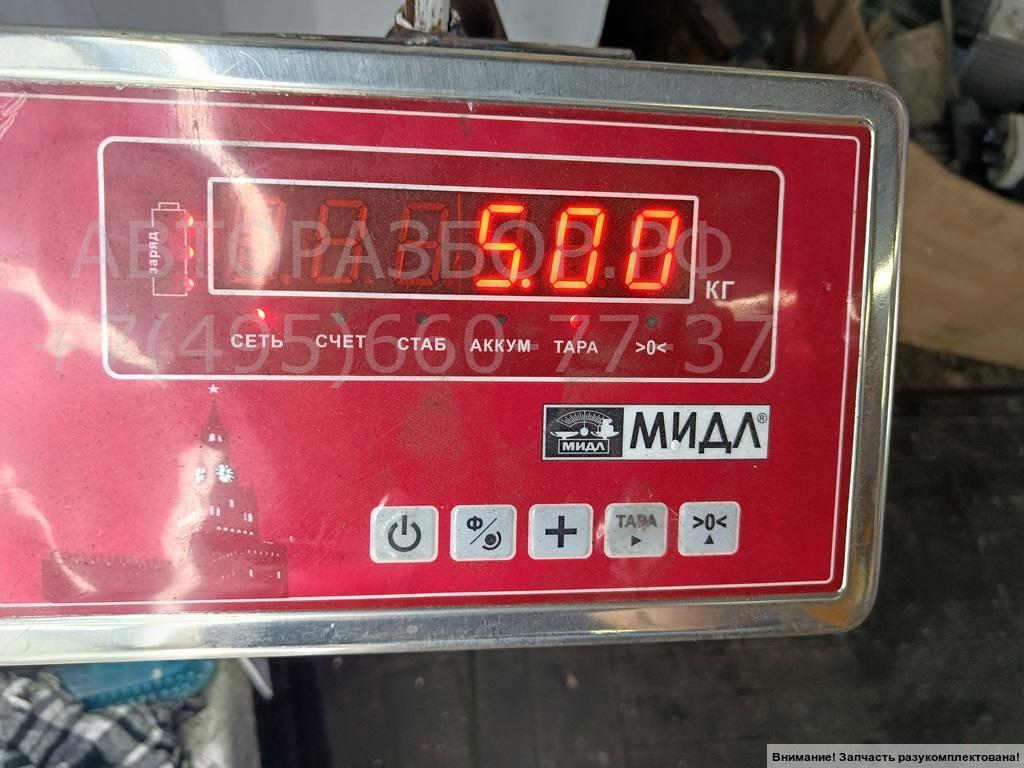 АВТОРАЗБОР.РФ
+7(495)660-77-37
заряд
5.00
кг
СЕТЬ СЧЕТ СТАБ АККУМ ТАРА >0<
МИДЛ МИДЛ®
Ф ТАРА >0<
Внимание! Запчасть разукомплектована!